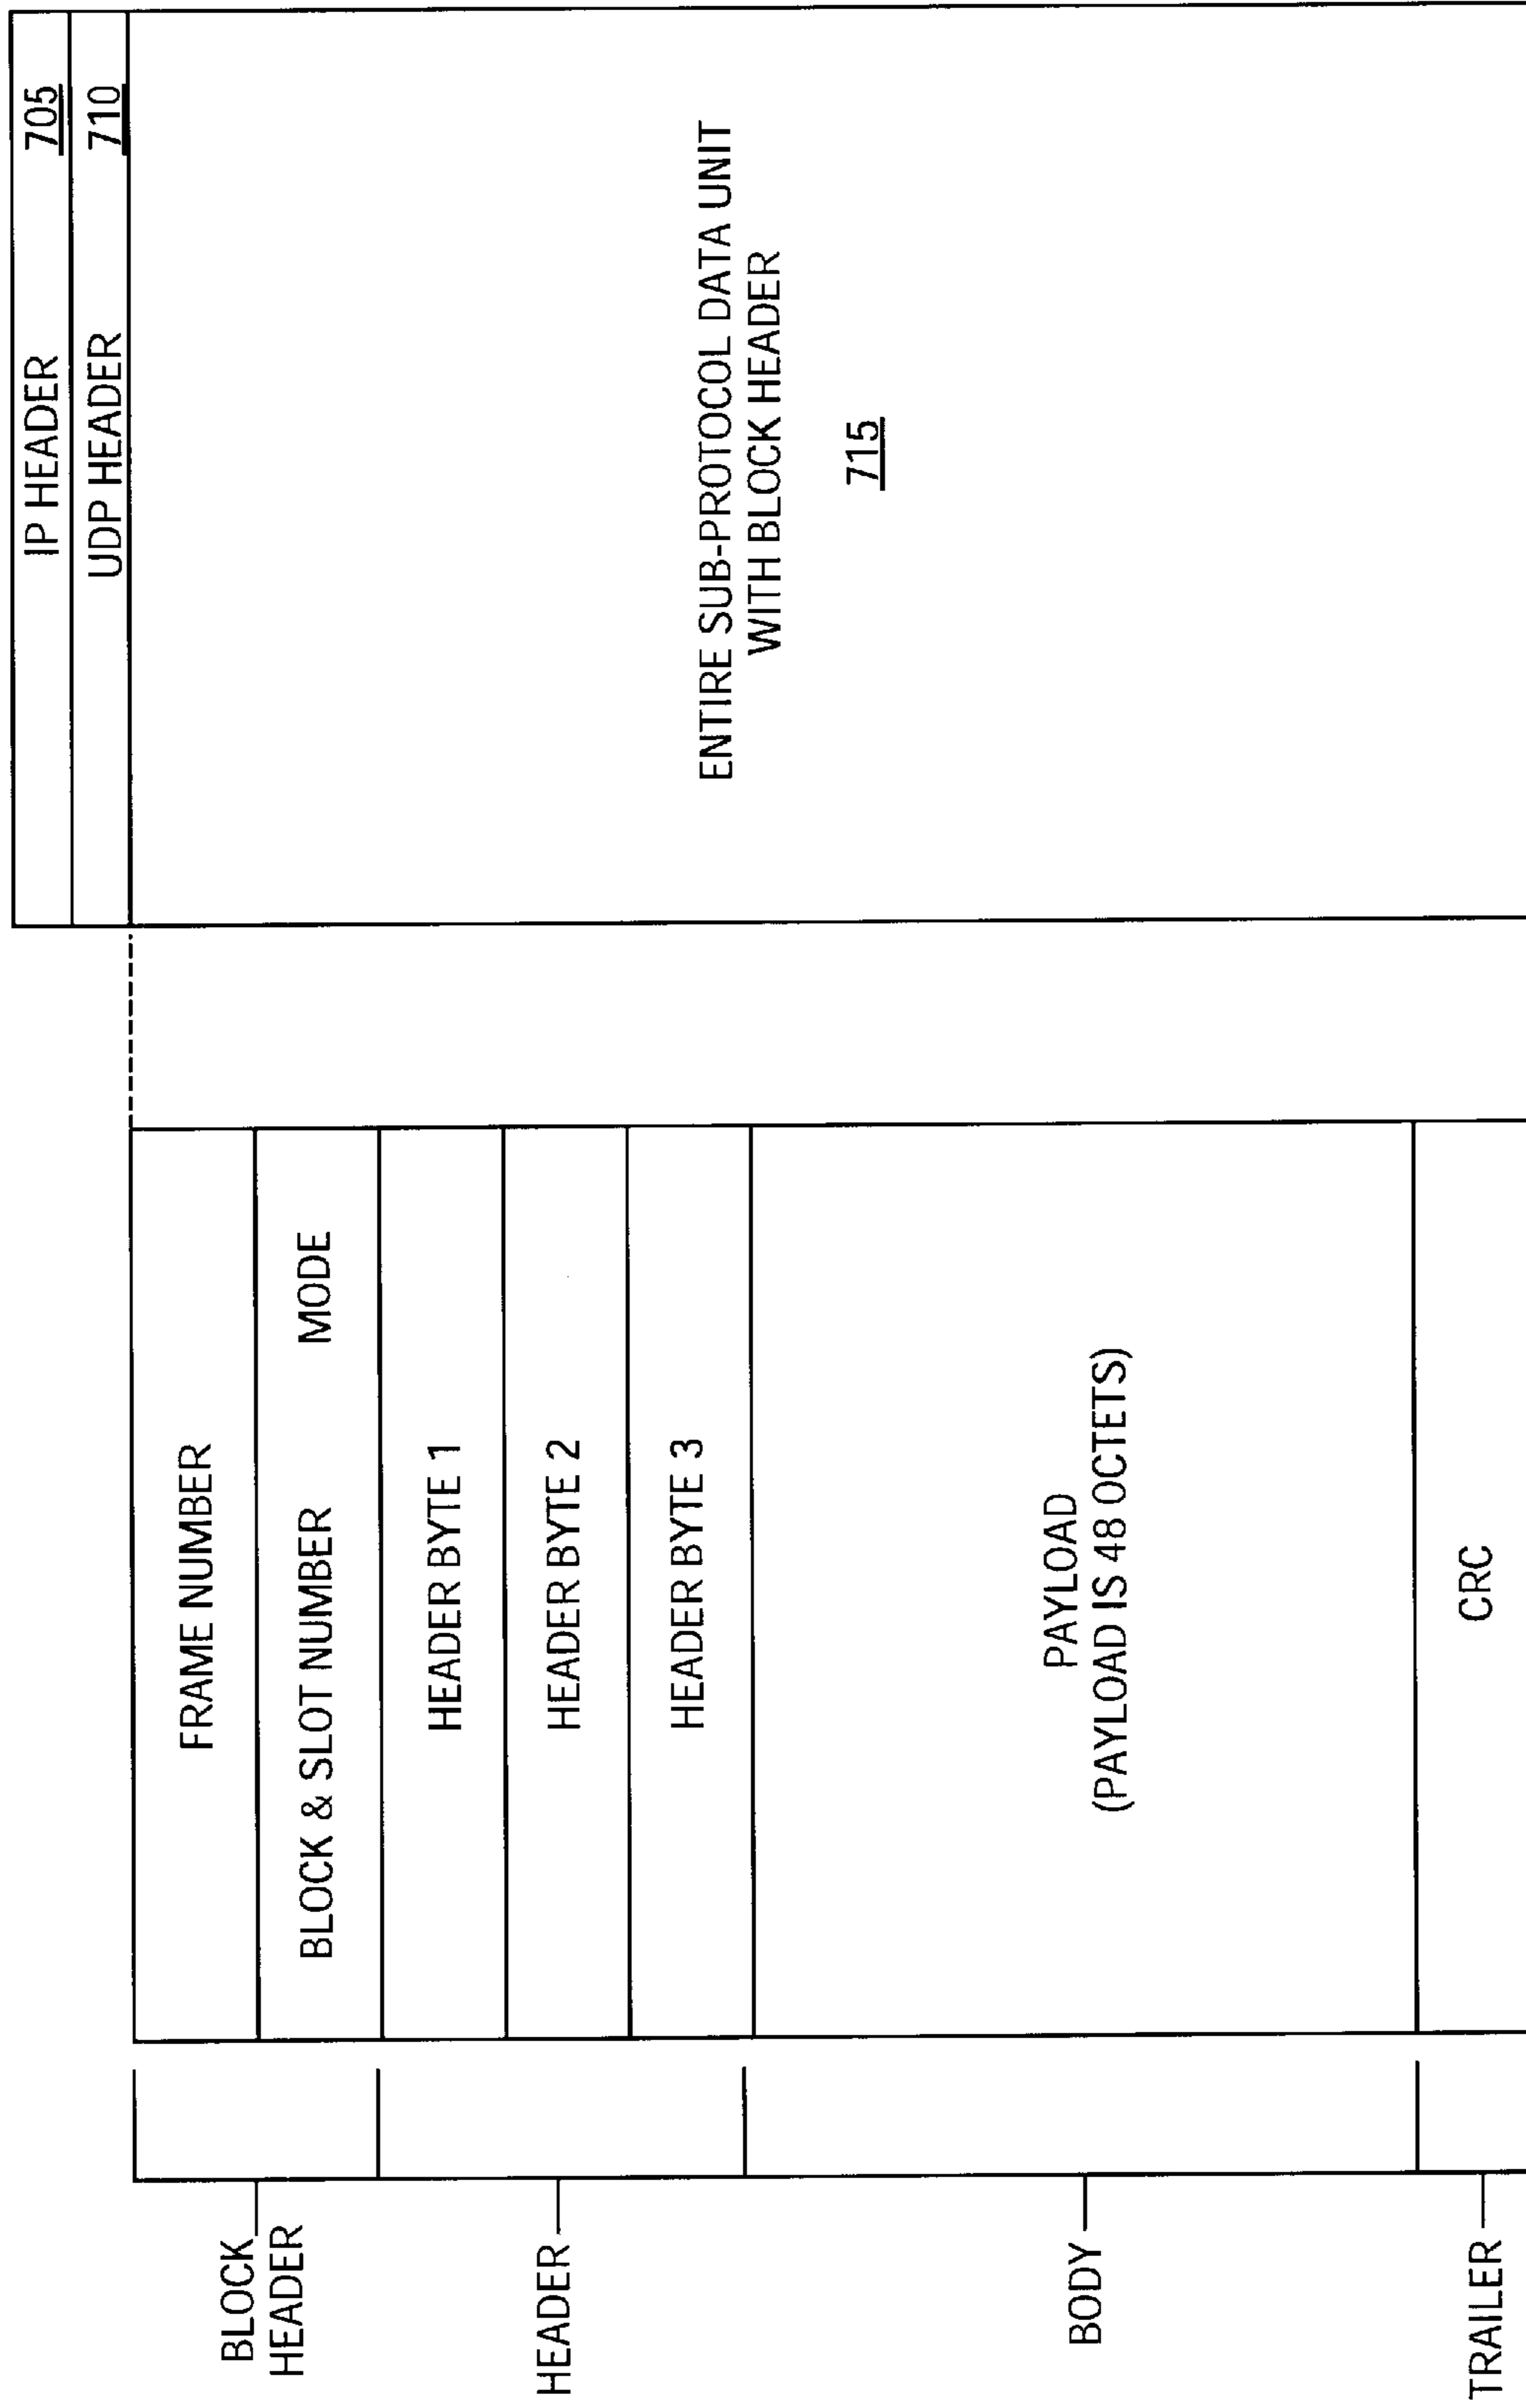 BLOCK
HEADER
FRAME NUMBER
BLOCK & SLOT NUMBER MODE
HEADER
HEADER BYTE 1
HEADER BYTE 2
HEADER BYTE 3
BODY
PAYLOAD
(PAYLOAD IS 48 OCTETS)
TRAILER
CRC
IP HEADER 705
UDP HEADER 710
ENTIRE SUB-PROTOCOL DATA UNIT
WITH BLOCK HEADER
715